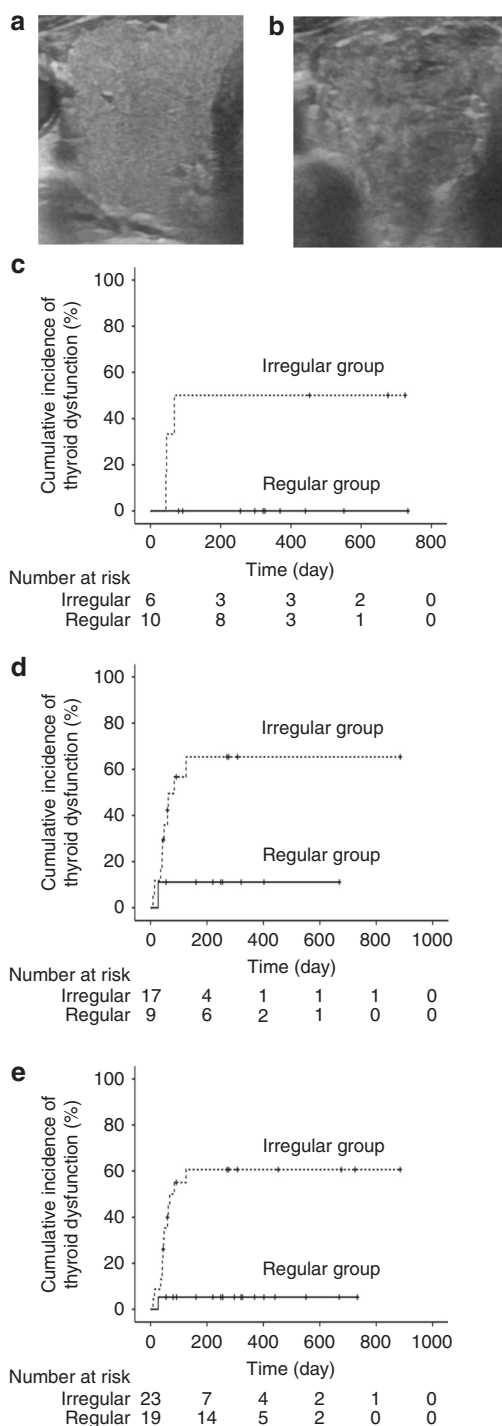 a
b
c
100
80
60
40
20
0
Cumulative incidence of
thyroid dysfunction (%)
Irregular group
Regular group
0 200 400 600 800
Time (day)
Number at risk
Irregular 6 3 3 2 0
Regular 10 8 3 1 0
d
100
80
60
40
20
0
Cumulative incidence of
thyroid dysfunction (%)
Irregular group
Regular group
0 200 400 600 800 1000
Time (day)
Number at risk
Irregular 17 4 1 1 1 0
Regular 9 6 2 1 0 0
e
100
80
60
40
20
0
Cumulative incidence of
thyroid dysfunction (%)
Irregular group
Regular group
0 200 400 600 800 1000
Time (day)
Number at risk
Irregular 23 7 4 2 1 0
Regular 19 14 5 2 0 0